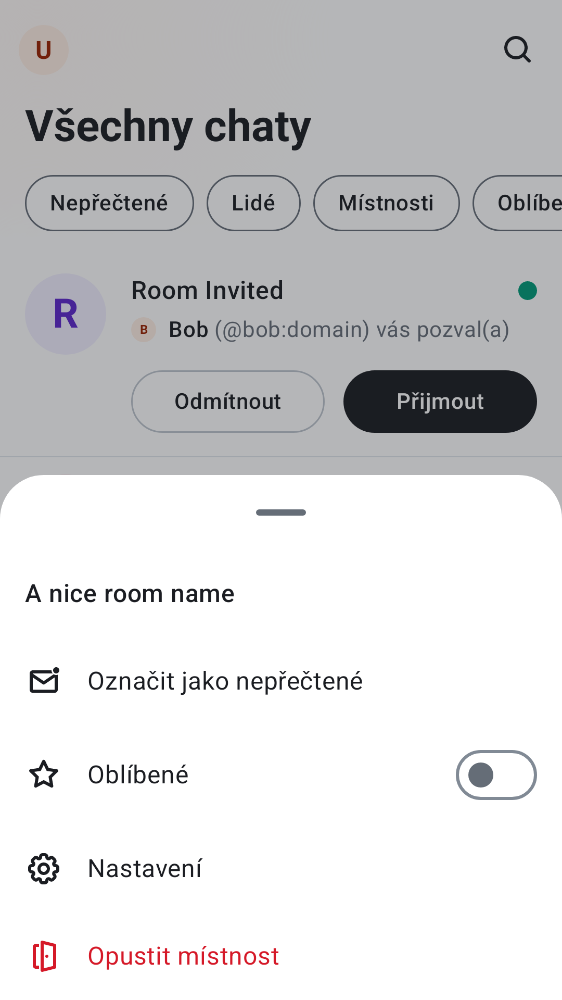 U
Všechny chaty
Nepřečtené Lidé Místnosti Oblíbe
R
Room Invited
B Bob (@bob:domain) vás pozval(a)
Odmítnout Přijmout
A nice room name
Označit jako nepřečtené
Oblíbené
Nastavení
Opustit místnost